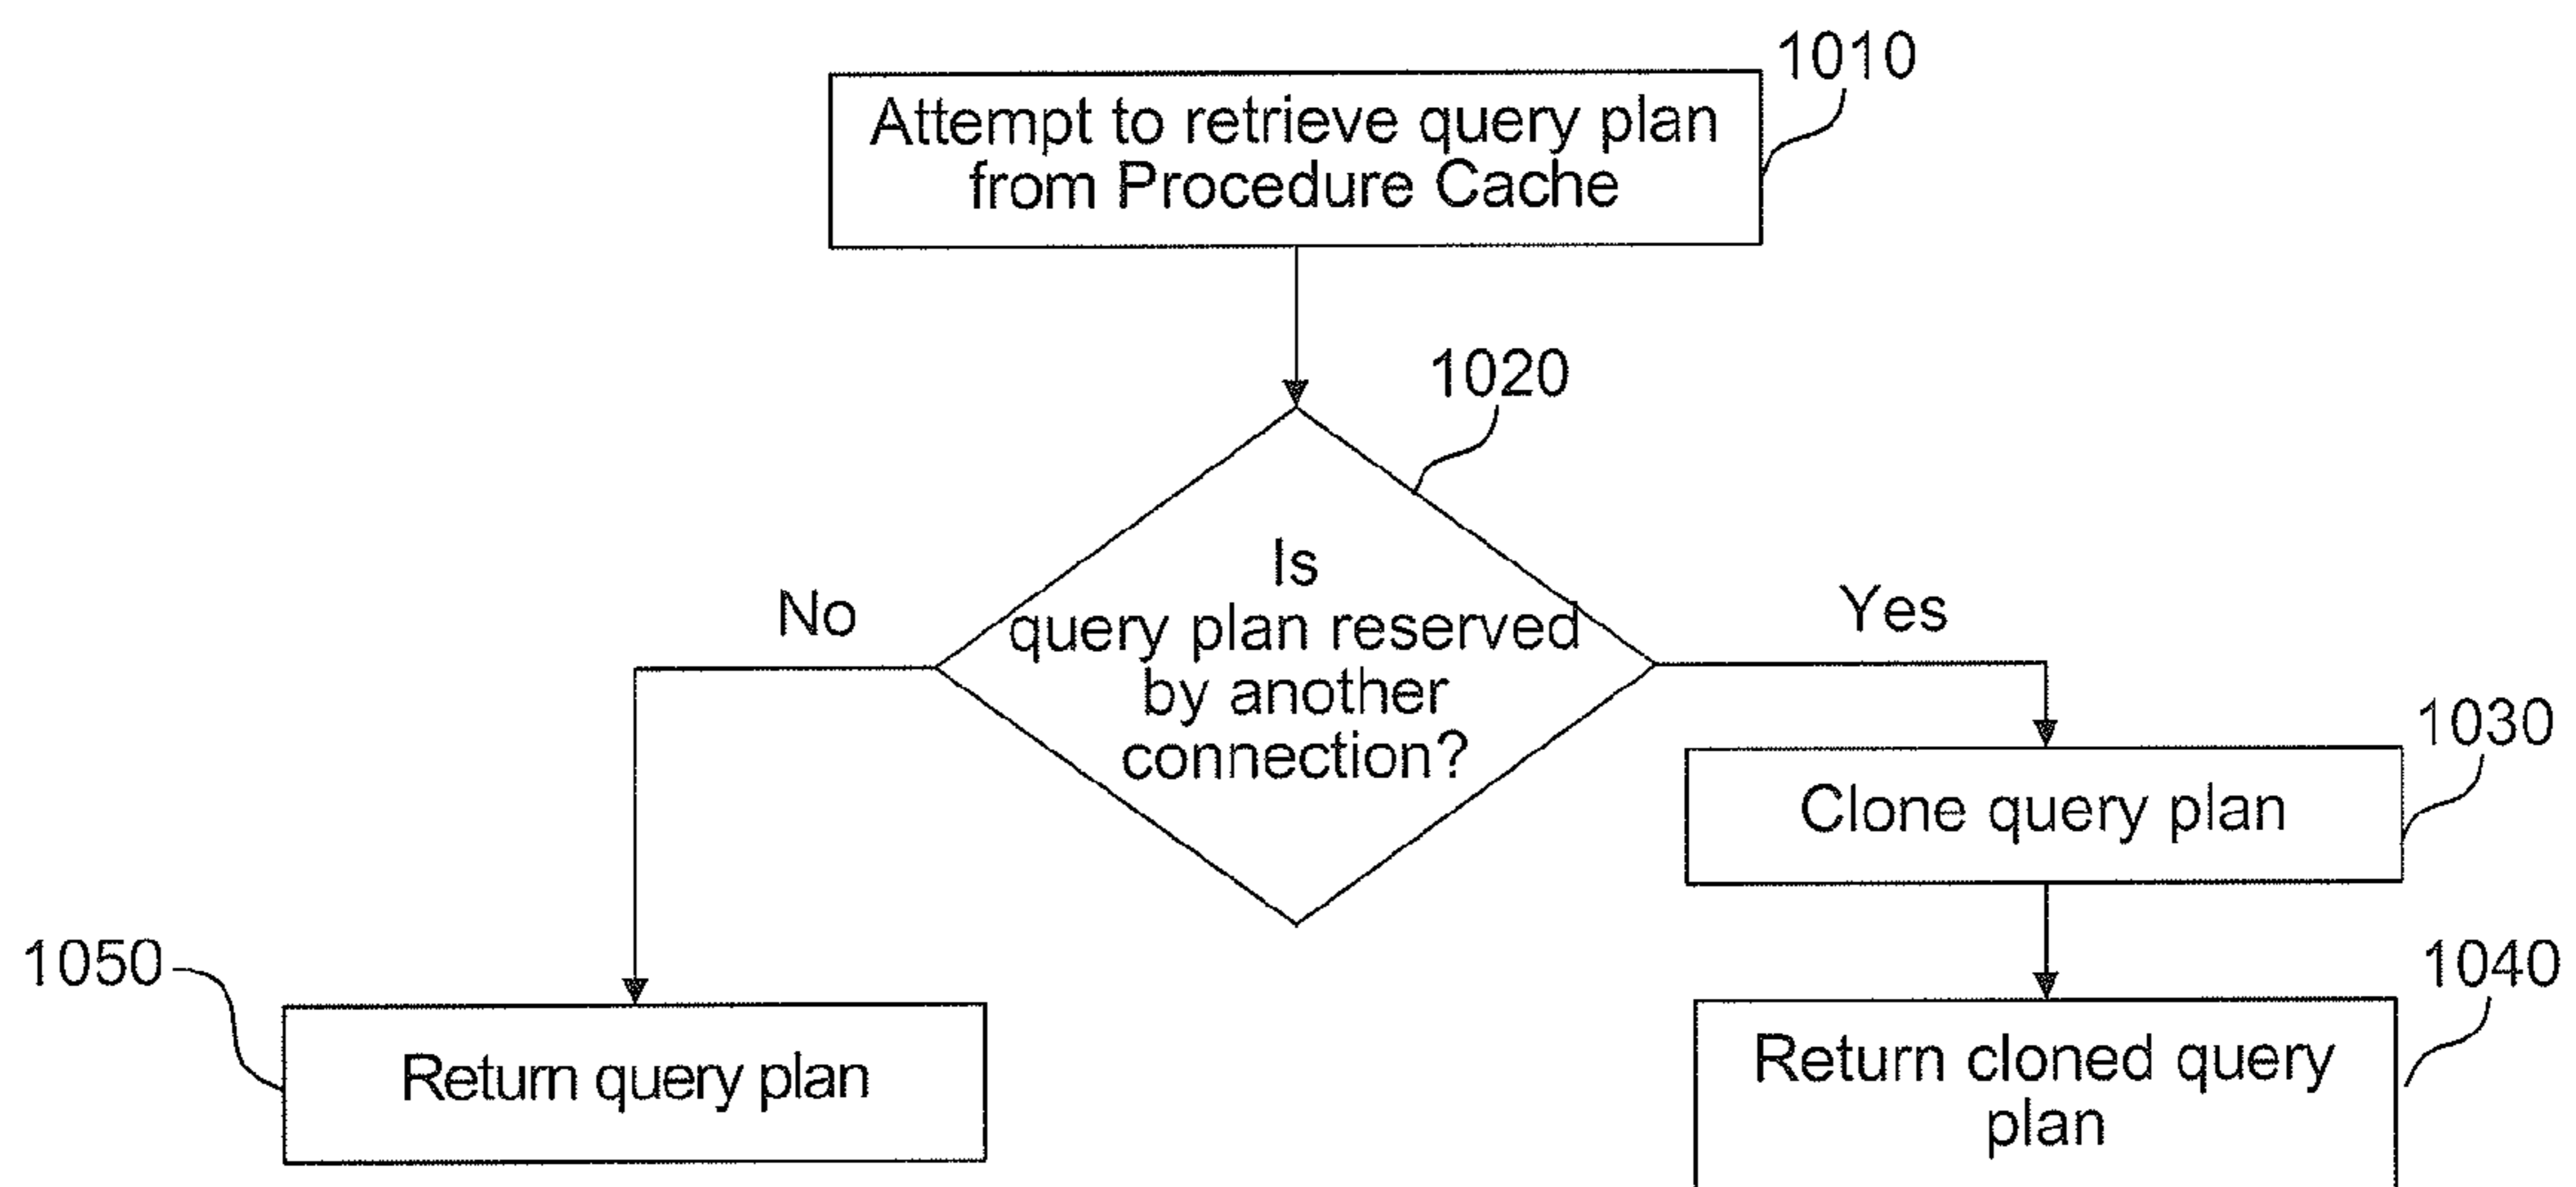 1010
Attempt to retrieve query plan
from Procedure Cache
1020
Is
query plan reserved
by another
connection?
No
Yes
1030
Clone query plan
1050
Return query plan
1040
Return cloned query
plan